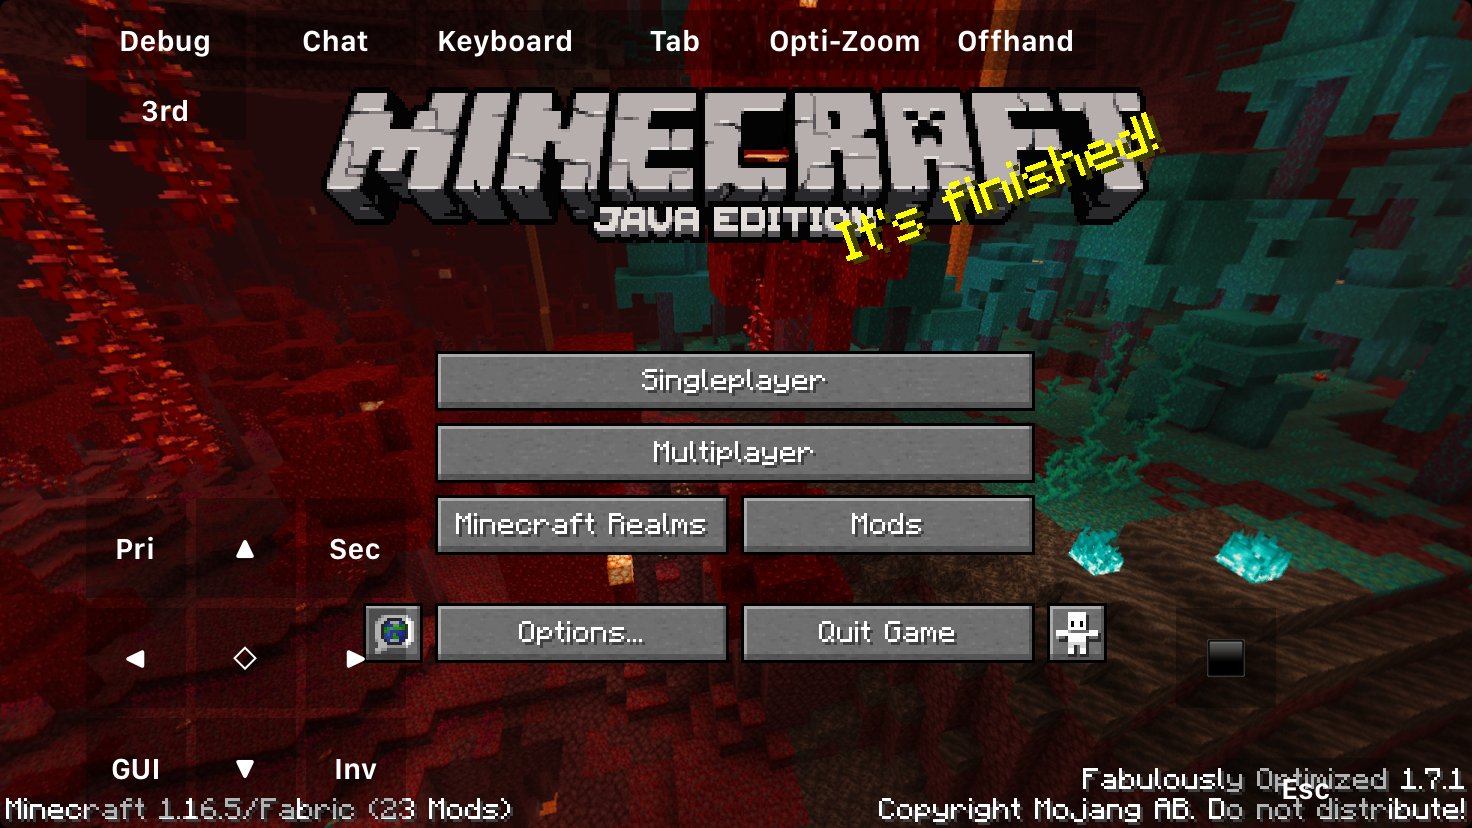 Debug Chat Keyboard Tab Opti-Zoom Offhand
3rd
MINECRAFT
JAVA EDITION
It's finished!
Singleplayer
Multiplayer
Minecraft Realms Mods
Pri ▲ Sec
Options... Quit Game
◀ ◇ ▶
GUI ▼ Inv
Fabulously Optimized 1.7.1
Esc
Minecraft 1.16.5/Fabric (23 Mods) Copyright Mojang AB. Do not distribute!